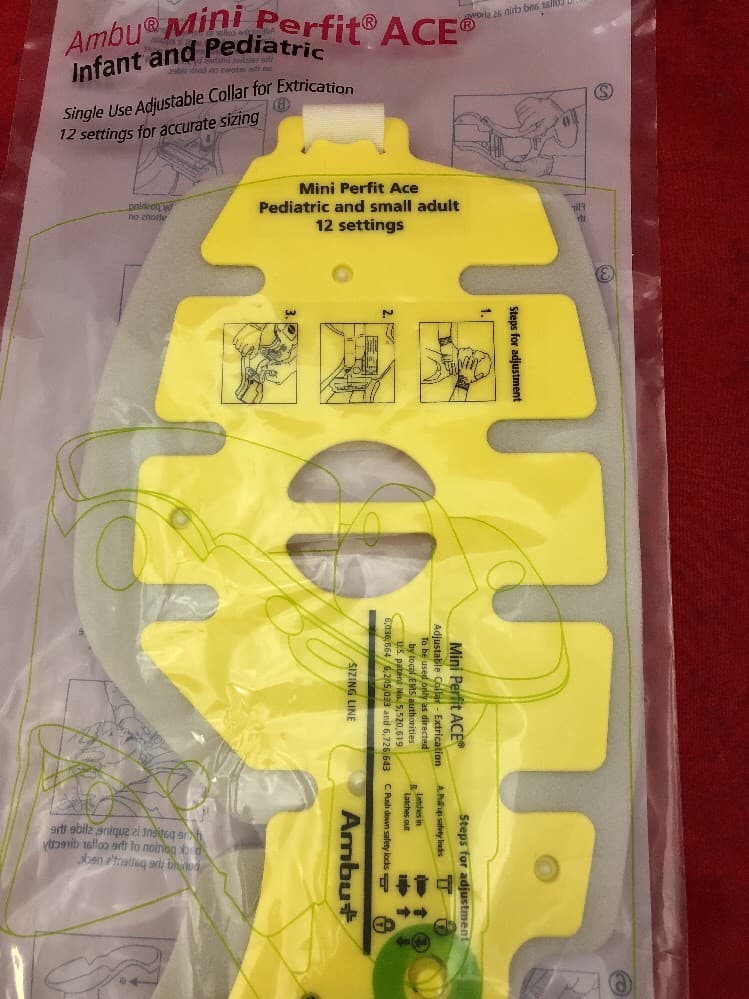 Ambu® Mini Perfit® ACE®
Infant and Pediatric
Single Use Adjustable Collar for Extrication
12 settings for accurate sizing
Mini Perfit Ace
Pediatric and small adult
12 settings
Steps for adjustment
1.
2.
3.
Mini Perfit ACE®
Adjustable Collar - Extrication
To be used only as directed
by local EMS authorities
U.S. patent No. 5,520,619
6,036,664 6,245,033 and 6,726,643
SIZING LINE
Ambu
Steps for adjustment
A. Pull up safety locks
B. Latches in
Latches out
C. Push down safety locks
If the patient is supine, slide the
back portion of the collar directly
behind the patient's neck.
2
3
6
8